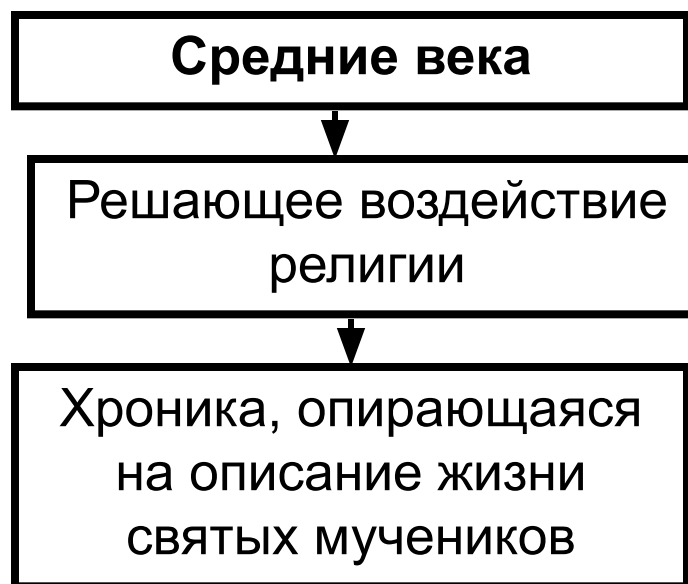 Средние века
Решающее воздействие
религии
Хроника, опирающаяся
на описание жизни
святых мучеников